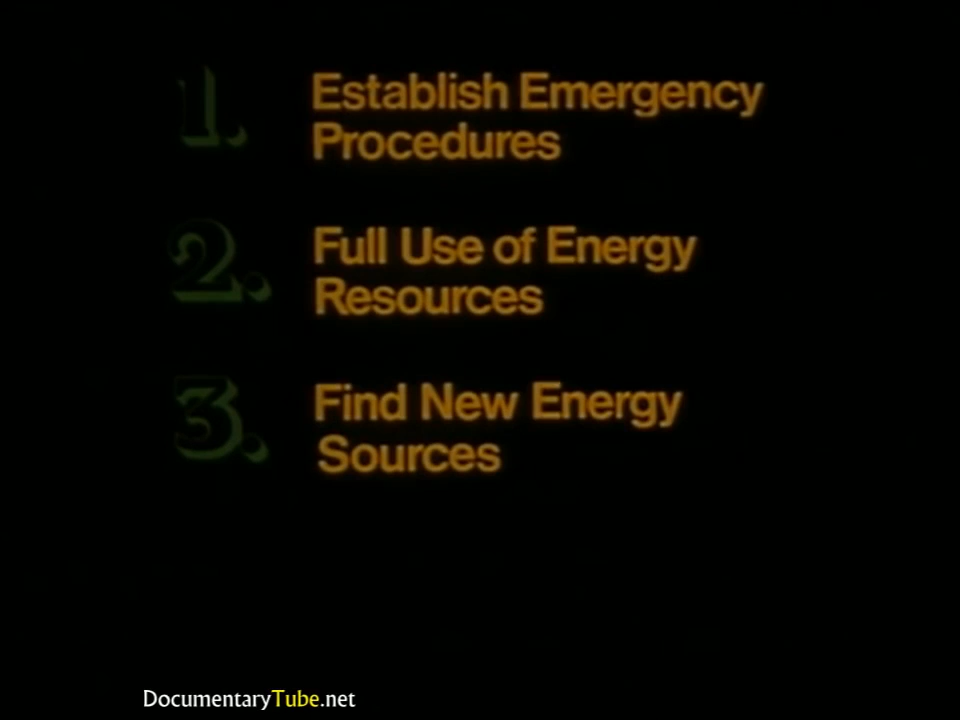 1. Establish Emergency
Procedures
2. Full Use of Energy
Resources
3. Find New Energy
Sources
DocumentaryTube.net